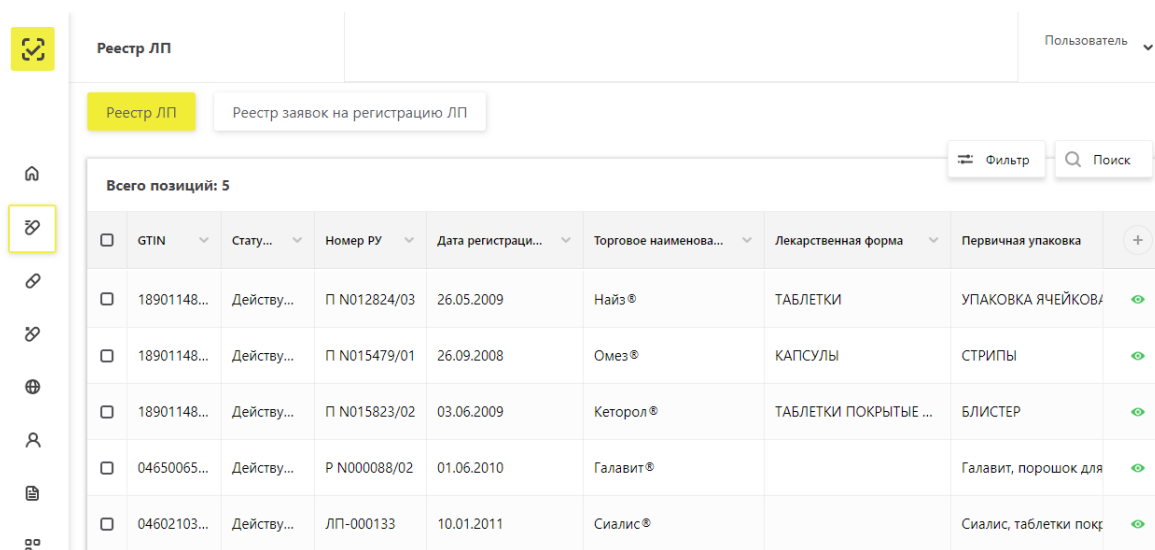 Реестр ЛП
Пользователь
Реестр ЛП Реестр заявок на регистрацию ЛП
Фильтр Поиск
Всего позиций: 5
GTIN Стату... Номер РУ Дата регистраци... Торговое наименова... Лекарственная форма Первичная упаковка
18901148... Действу... П N012824/03 26.05.2009 Найз® ТАБЛЕТКИ УПАКОВКА ЯЧЕЙКОВА
18901148... Действу... П N015479/01 26.09.2008 Омез® КАПСУЛЫ СТРИПЫ
18901148... Действу... П N015823/02 03.06.2009 Кеторол® ТАБЛЕТКИ ПОКРЫТЫЕ ... БЛИСТЕР
04650065... Действу... Р N000088/02 01.06.2010 Галавит® Галавит, порошок для
04602103... Действу... ЛП-000133 10.01.2011 Сиалис® Сиалис, таблетки покр